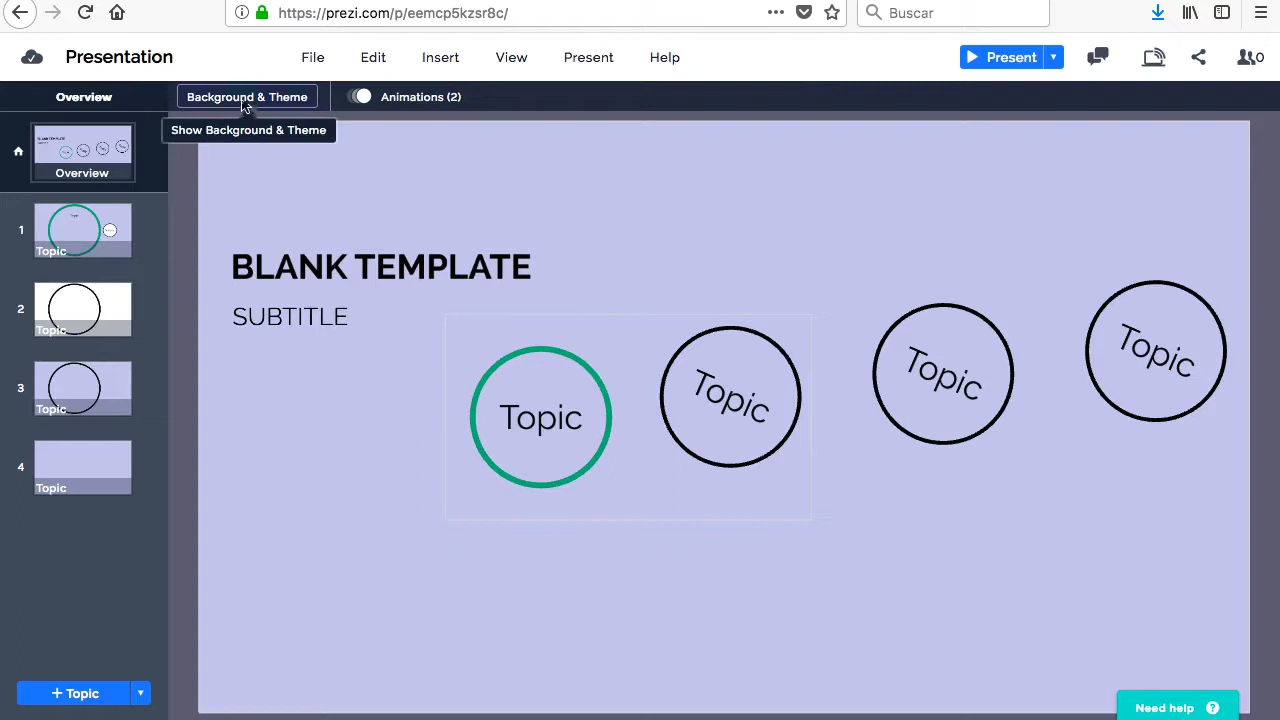 https://prezi.com/p/eemcp5kzsr8c/
Buscar
Presentation
File
Edit
Insert
View
Present
Help
Present
0
Overview
Background & Theme
Animations (2)
Show Background & Theme
Overview
1
Topic
2
Topic
3
Topic
4
Topic
BLANK TEMPLATE
SUBTITLE
Topic
Topic
Topic
Topic
+ Topic
Need help ?